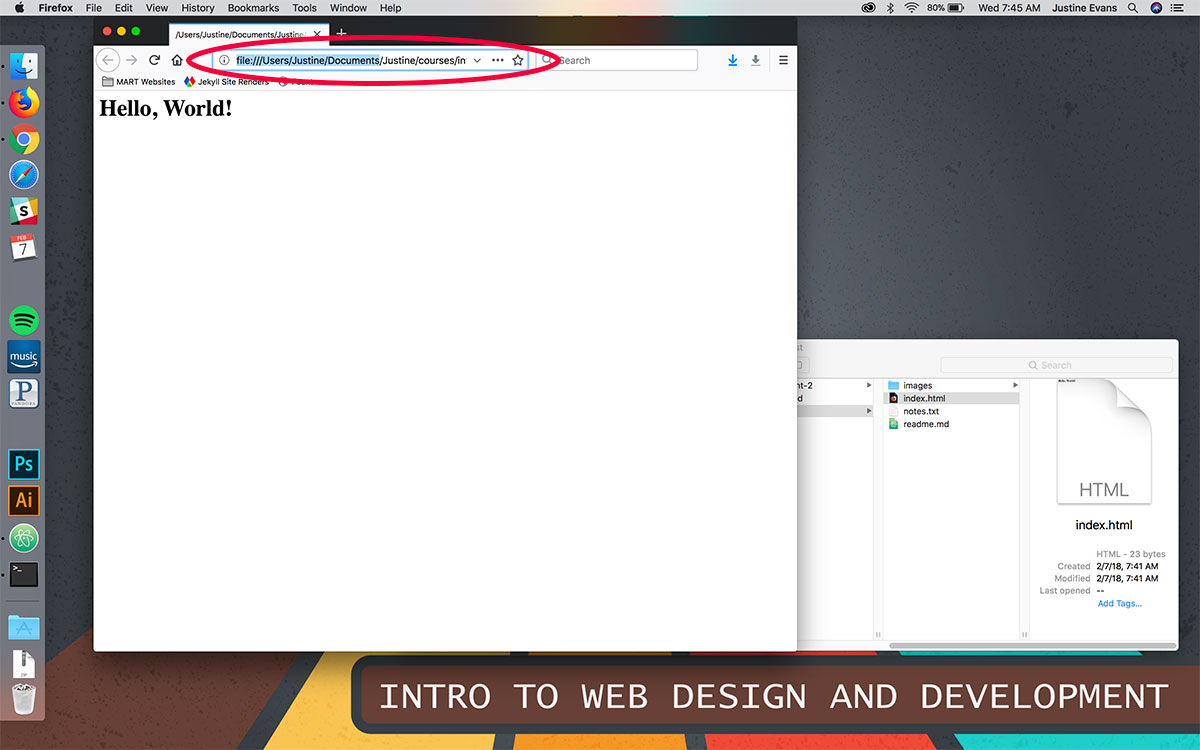 Firefox File Edit View History Bookmarks Tools Window Help 80% Wed 7:45 AM Justine Evans
/Users/Justine/Documents/Justine
file:///Users/Justine/Documents/Justine/courses/in Search
MART Websites Jekyll Site Renders
Hello, World!
S
FEB
7
music
P
PANDORA
Ps
Ai
>_
ZIP
Search
nt-2 images
d index.html
notes.txt
readme.md
HTML
index.html
HTML - 23 bytes
Created 2/7/18, 7:41 AM
Modified 2/7/18, 7:41 AM
Last opened --
Add Tags...
INTRO TO WEB DESIGN AND DEVELOPMENT